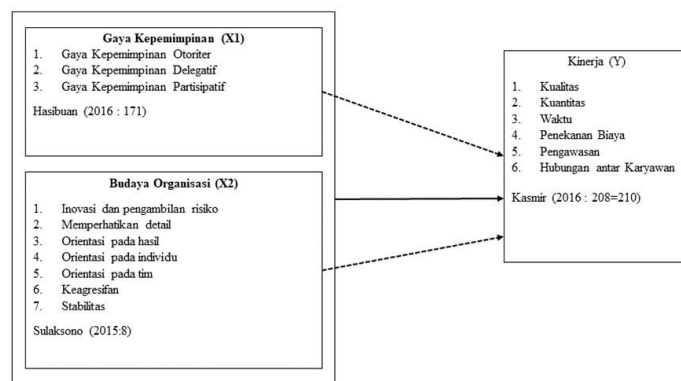 Gaya Kepemimpinan (X1)
1. Gaya Kepemimpinan Otoriter
2. Gaya Kepemimpinan Delegatif
3. Gaya Kepemimpinan Partisipatif
Hasibuan (2016 : 171)
Budaya Organisasi (X2)
1. Inovasi dan pengambilan risiko
2. Memperhatikan detail
3. Orientasi pada hasil
4. Orientasi pada individu
5. Orientasi pada tim
6. Keagresifan
7. Stabilitas
Sulaksono (2015:8)
Kinerja (Y)
1. Kualitas
2. Kuantitas
3. Waktu
4. Penekanan Biaya
5. Pengawasan
6. Hubungan antar Karyawan
Kasmir (2016 : 208=210)